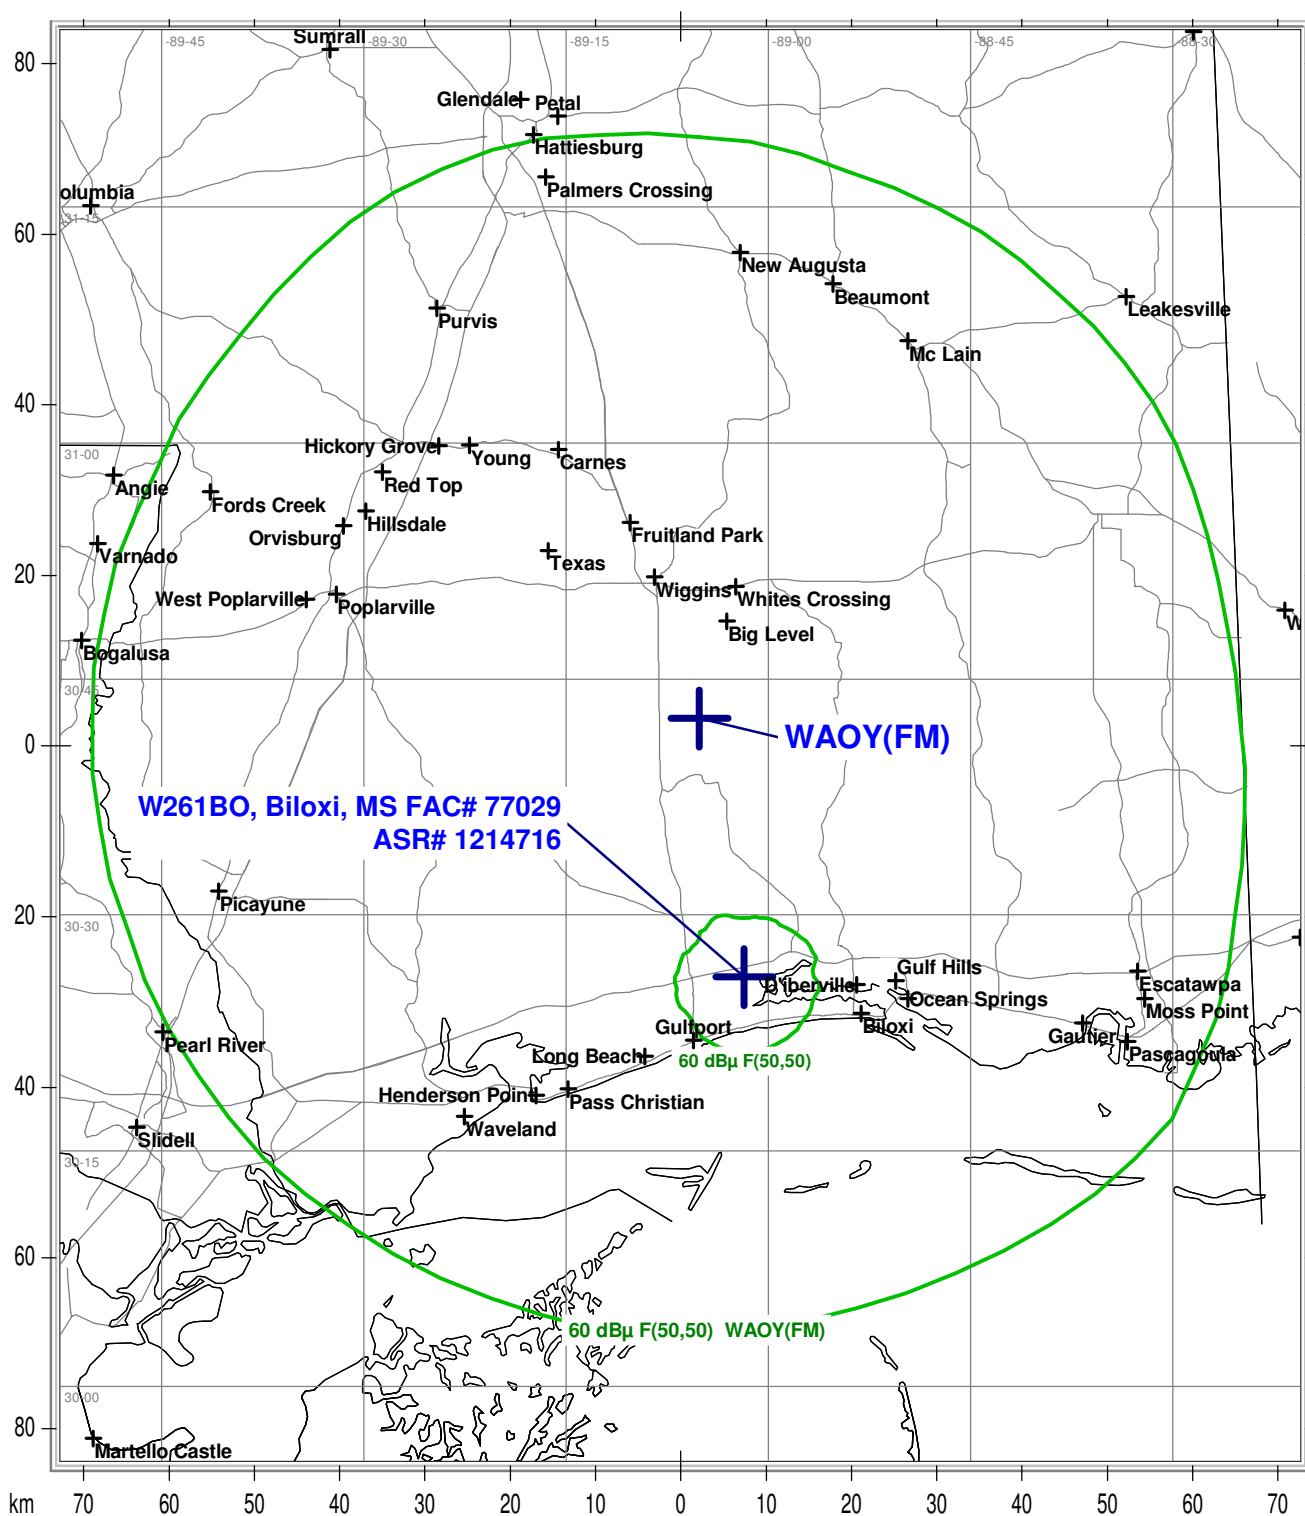 -89-45
-89-30
-89-15
-89-00
-88-45
-88-30
Sumrall
80
Glendale
Petal
Hattiesburg
Palmers Crossing
olumbia
31-15
60
New Augusta
Beaumont
Leakesville
Purvis
Mc Lain
40
Hickory Grove
Young
Carnes
31-00
Red Top
Angie
Fords Creek
Hillsdale
Orvisburg
Fruitland Park
Varnado
Texas
20
Wiggins
Whites Crossing
West Poplarville
Poplarville
W
Big Level
Bogalusa
30-45
0
WAOY(FM)
W261BO, Biloxi, MS FAC# 77029
ASR# 1214716
Picayune
20
30-30
Gulf Hills
D'Iberville
Escatawpa
Ocean Springs
Moss Point
Gulfport
Biloxi
Gautier
Pearl River
Long Beach
Pascagoula
60 dBµ F(50,50)
40
Henderson Point
Pass Christian
Waveland
Slidell
30-15
60
60 dBµ F(50,50) WAOY(FM)
30-00
80
Martello Castle
km
70
60
50
40
30
20
10
0
10
20
30
40
50
60
70